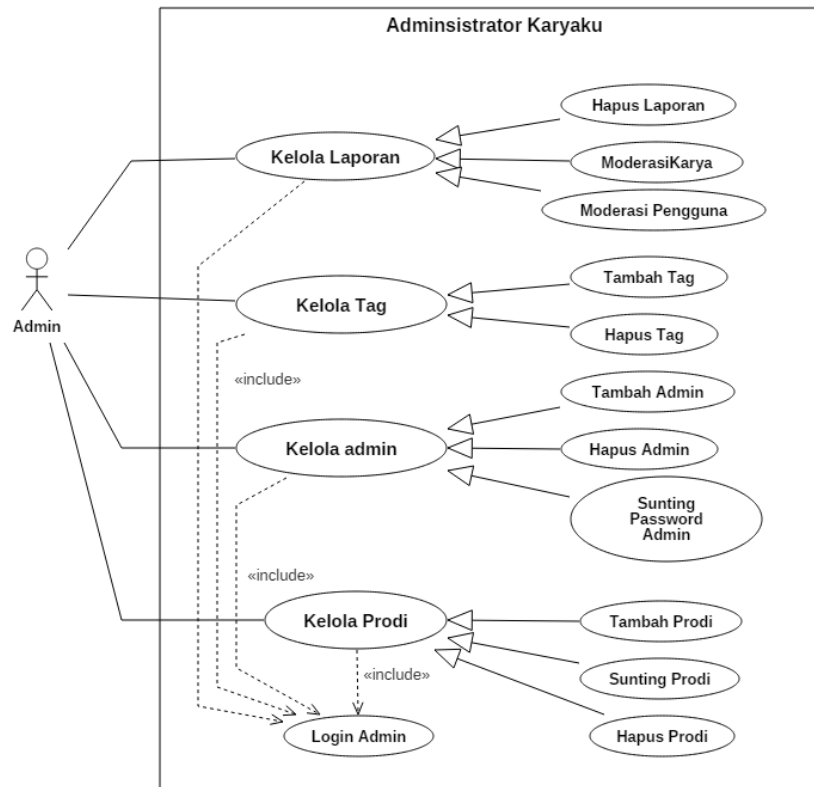 Adminsistrator Karyaku
Hapus Laporan
Kelola Laporan
ModerasiKarya
Moderasi Pengguna
Admin
Tambah Tag
Kelola Tag
Hapus Tag
«include»
Tambah Admin
Kelola admin
Hapus Admin
Sunting
Password
Admin
«include»
Kelola Prodi
Tambah Prodi
«include»
Sunting Prodi
Login Admin
Hapus Prodi